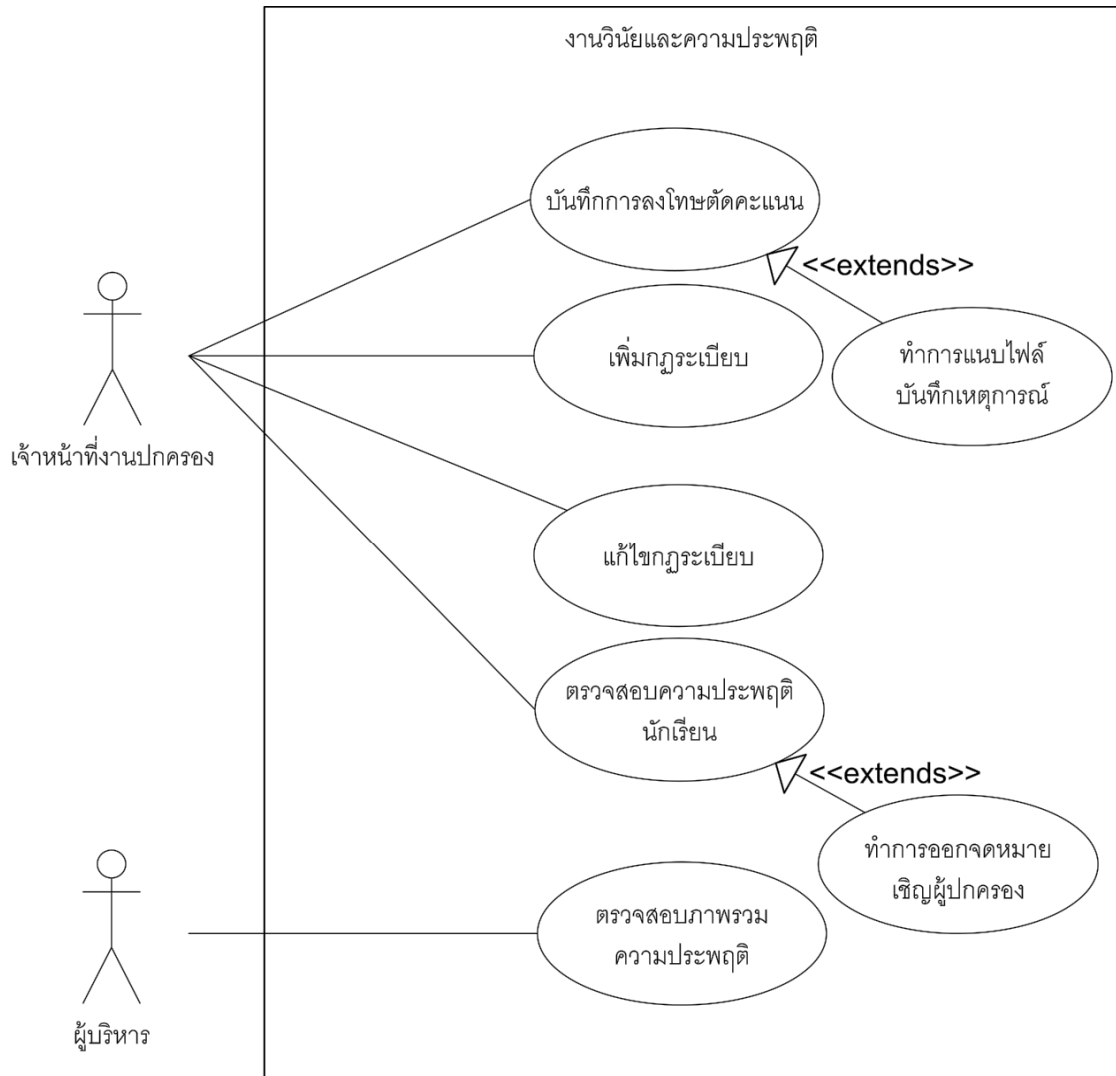 งานวินัยและความประพฤติ
บันทึกการลงโทษตัดคะแนน
<<extends>>
เพิ่มกฏระเบียบ
ทำการแนบไฟล์
บันทึกเหตุการณ์
เจ้าหน้าที่งานปกครอง
แก้ไขกฏระเบียบ
ตรวจสอบความประพฤติ
นักเรียน
<<extends>>
ทำการออกจดหมาย
เชิญผู้ปกครอง
ตรวจสอบภาพรวม
ความประพฤติ
ผู้บริหาร